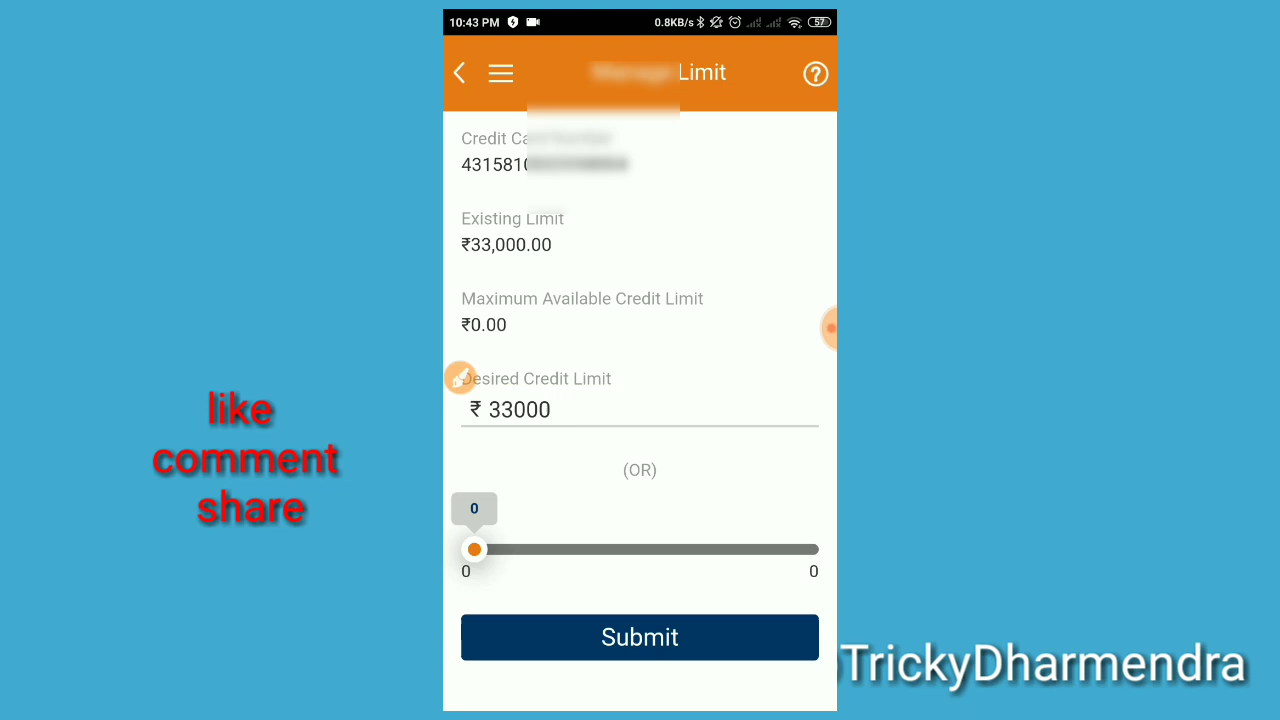 10:43 PM 0.8KB/s 57
Limit
Credit Ca
431581
Existing Limit
₹33,000.00
Maximum Available Credit Limit
₹0.00
Desired Credit Limit
₹ 33000
(OR)
0
0 0
Submit
like
comment
share
TrickyDharmendra